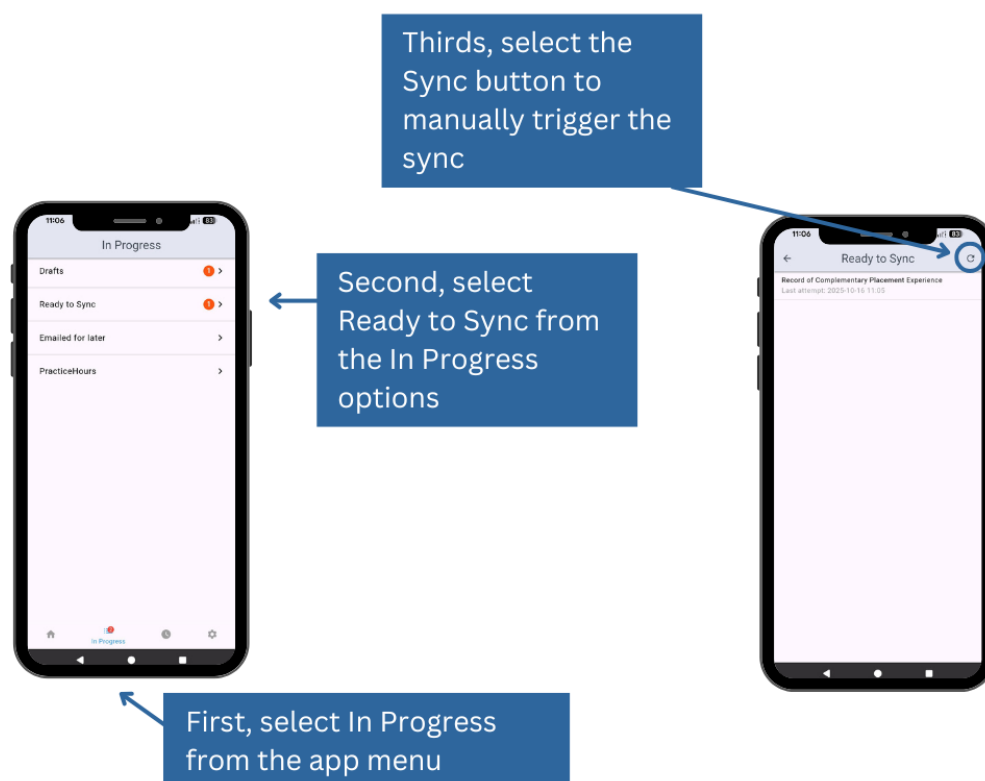 Thirds, select the
Sync button to
manually trigger the
sync
11:06
83
In Progress
Drafts
1
Ready to Sync
1
Emailed for later
PracticeHours
In Progress
Second, select
Ready to Sync from
the In Progress
options
11:06
83
Ready to Sync
Record of Complementary Placement Experience
Last attempt: 2025-10-16 11:05
First, select In Progress
from the app menu